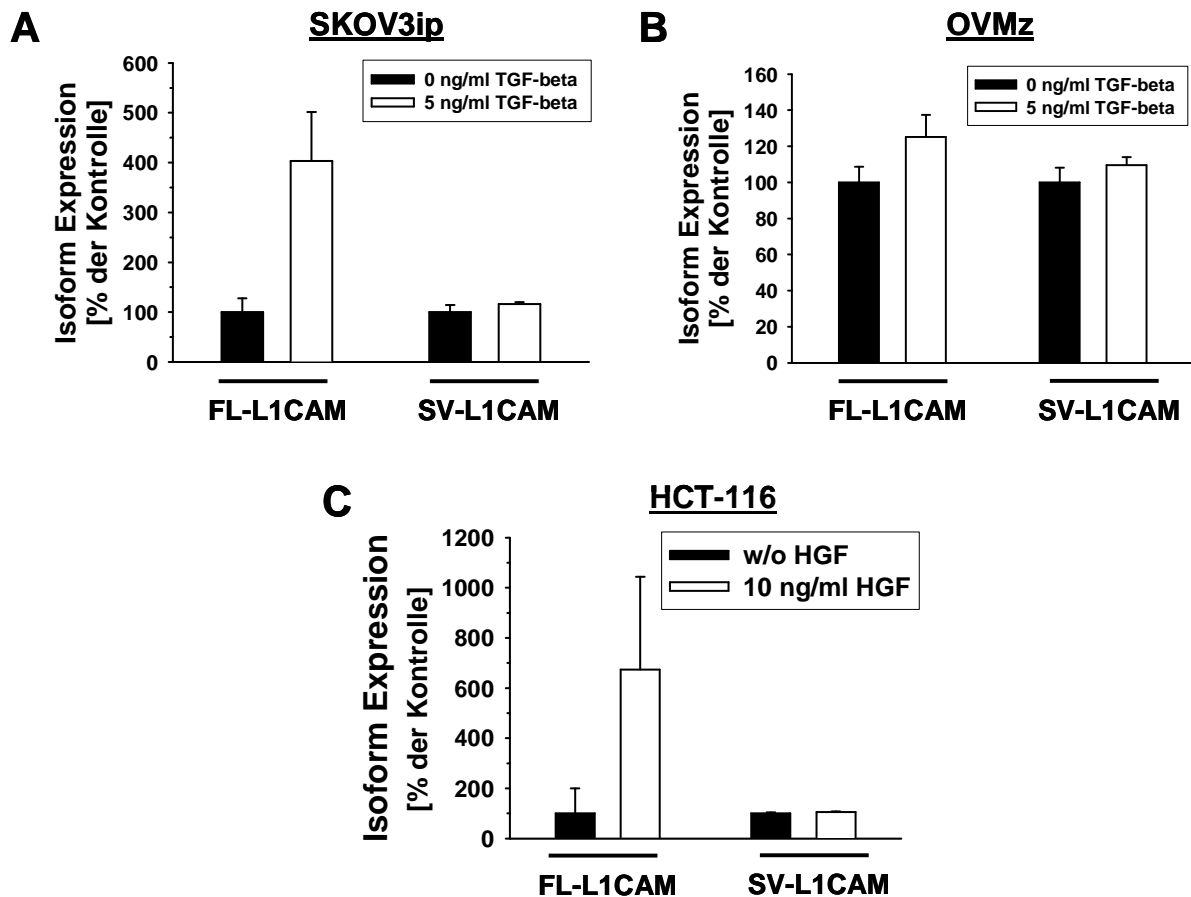 A
SKOV3ip
Isoform Expression
[% der Kontrolle]
600
500
400
300
200
100
0
0 ng/ml TGF-beta
5 ng/ml TGF-beta
FL-L1CAM
SV-L1CAM
B
OVMz
Isoform Expression
[% der Kontrolle]
160
140
120
100
80
60
40
20
0
0 ng/ml TGF-beta
5 ng/ml TGF-beta
FL-L1CAM
SV-L1CAM
C
HCT-116
Isoform Expression
[% der Kontrolle]
1200
1000
800
600
400
200
0
w/o HGF
10 ng/ml HGF
FL-L1CAM
SV-L1CAM